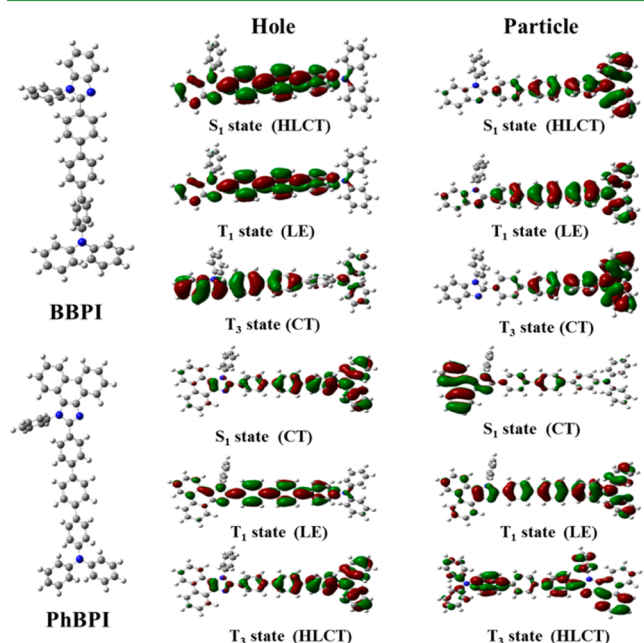 Hole Particle
S₁ state (HLCT) S₁ state (HLCT)
T₁ state (LE) T₁ state (LE)
T₃ state (CT) T₃ state (CT)
BBPI
S₁ state (CT) S₁ state (CT)
T₁ state (LE) T₁ state (LE)
PhBPI
T₃ state (HLCT) T₃ state (HLCT)